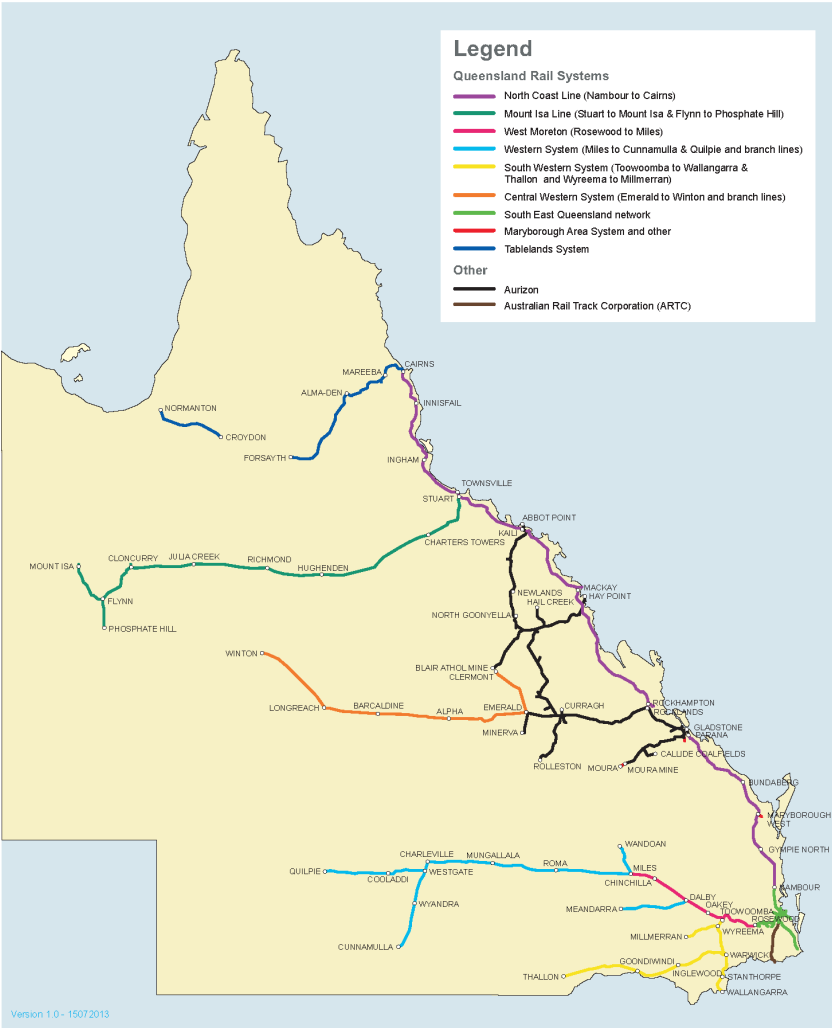 Legend
Queensland Rail Systems
North Coast Line (Nambour to Cairns)
Mount Isa Line (Stuart to Mount Isa & Flynn to Phosphate Hill)
West Moreton (Rosewood to Miles)
Western System (Miles to Cunnamulla & Quilpie and branch lines)
South Western System (Toowoomba to Wallangarra &
Thallon and Wyreema to Millmerran)
Central Western System (Emerald to Winton and branch lines)
South East Queensland network
Maryborough Area System and other
Tablelands System
Other
Aurizon
Australian Rail Track Corporation (ARTC)
CAIRNS
MAREEBA
ALMA-DEN
INNISFAIL
NORMANTON
CROYDON
FORSAYTH
INGHAM
TOWNSVILLE
STUART
ABBOT POINT
KAILI
CHARTERS TOWERS
MOUNT ISA
CLONCURRY
JULIA CREEK
RICHMOND
HUGHENDEN
FLYNN
PHOSPHATE HILL
NEWLANDS
HAIL CREEK
MACKAY
HAY POINT
NORTH GOONYELLA
WINTON
BLAIR ATHOL MINE
CLERMONT
LONGREACH
BARCALDINE
ALPHA
EMERALD
CURRAGH
ROCKHAMPTON
ROCKLANDS
MINERVA
GLADSTONE
PARANA
ROLLESTON
MOURA
MOURA MINE
CALLIDE COALFIELDS
BUNDABERG
MARYBOROUGH
WEST
GYMPIE NORTH
WANDOAN
CHARLEVILLE
MUNGALLALA
ROMA
MILES
QUILPIE
COOLADDI
WESTGATE
CHINCHILLA
NAMBOUR
WYANDRA
MEANDARRA
DALBY
OAKEY
TOOWOOMBA
ROSEWOOD
CUNNAMULLA
MILLMERRAN
WYREEMA
WARWICK
GOONDIWINDI
THALLON
INGLEWOOD
STANTHORPE
WALLANGARRA
Version 1.0 - 15072013